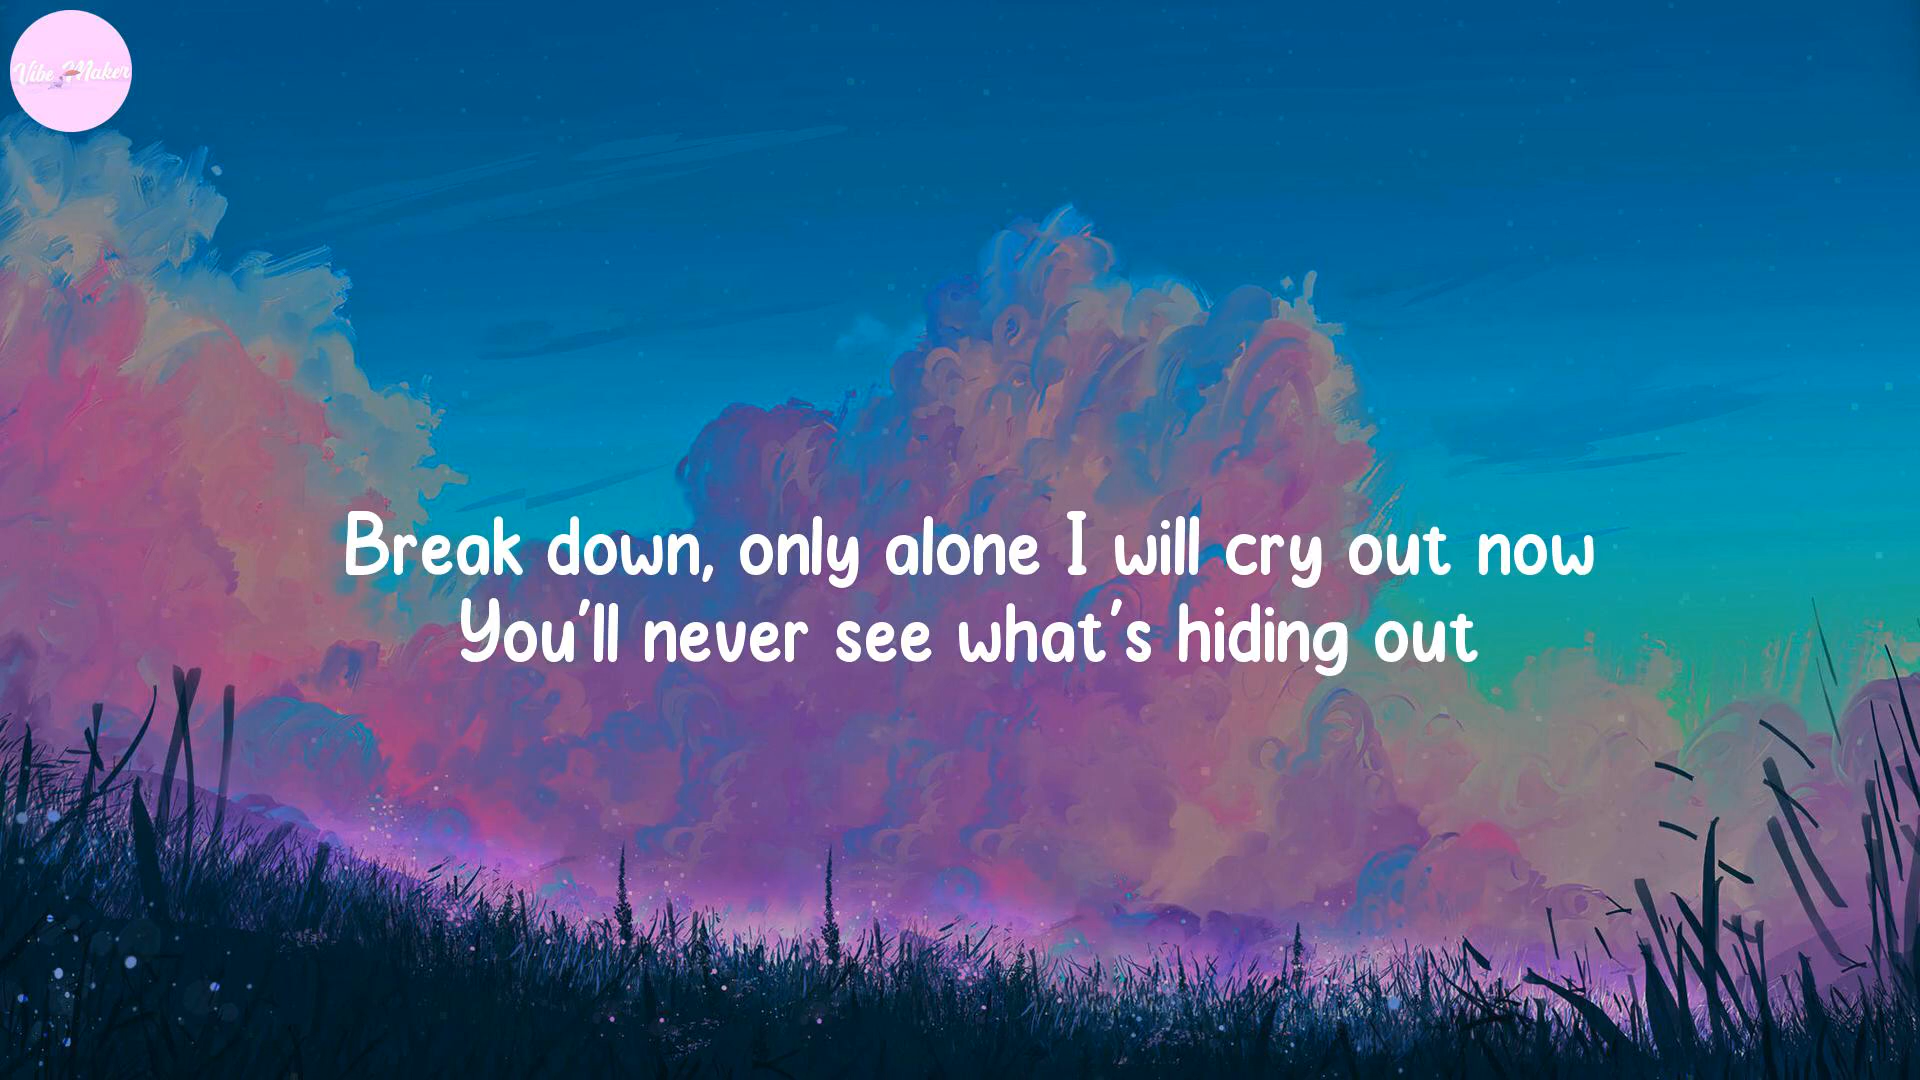 Vibe Maker
Break down, only alone I will cry out now
You'll never see what's hiding out